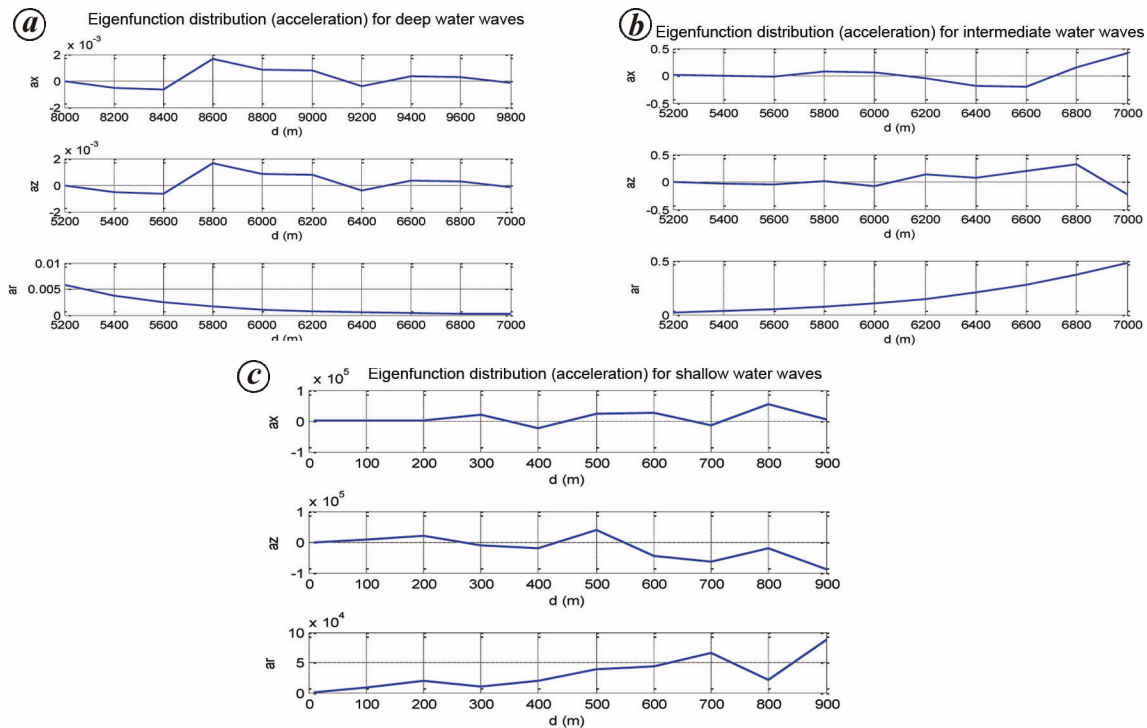 a
Eigenfunction distribution (acceleration) for deep water waves
x 10⁻³
2
0
-2
ax
8000 8200 8400 8600 8800 9000 9200 9400 9600 9800
d (m)
x 10⁻³
2
0
-2
az
5200 5400 5600 5800 6000 6200 6400 6600 6800 7000
d (m)
0.01
0.005
0
ar
5200 5400 5600 5800 6000 6200 6400 6600 6800 7000
d (m)
b
Eigenfunction distribution (acceleration) for intermediate water waves
0.5
0
-0.5
ax
5200 5400 5600 5800 6000 6200 6400 6600 6800 7000
d (m)
0.5
0
-0.5
az
5200 5400 5600 5800 6000 6200 6400 6600 6800 7000
d (m)
0.5
0
ar
5200 5400 5600 5800 6000 6200 6400 6600 6800 7000
d (m)
c
Eigenfunction distribution (acceleration) for shallow water waves
x 10⁵
1
0
-1
ax
0 100 200 300 400 500 600 700 800 900
d (m)
x 10⁵
1
0
-1
az
0 100 200 300 400 500 600 700 800 900
d (m)
x 10⁴
10
5
0
ar
0 100 200 300 400 500 600 700 800 900
d (m)